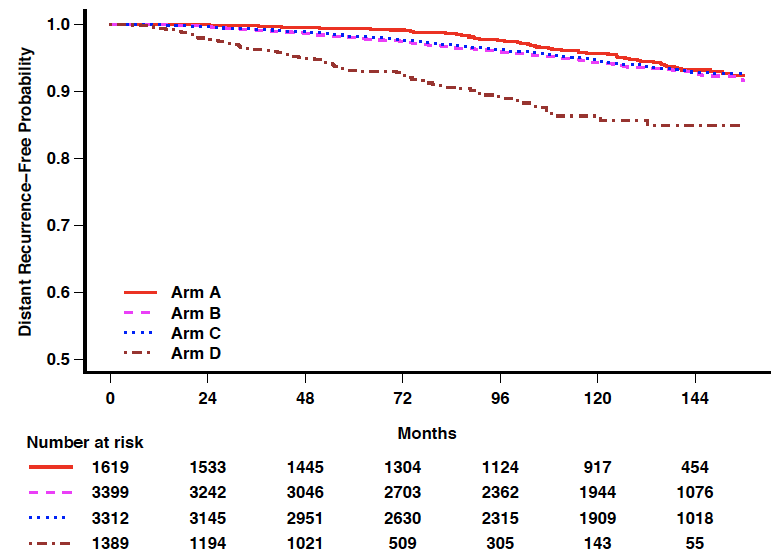 Distant Recurrence–Free Probability
1.0
0.9
0.8
0.7
0.6
0.5
Arm A
Arm B
Arm C
Arm D
0 24 48 72 96 120 144
Months
Number at risk
1619 1533 1445 1304 1124 917 454
3399 3242 3046 2703 2362 1944 1076
3312 3145 2951 2630 2315 1909 1018
1389 1194 1021 509 305 143 55